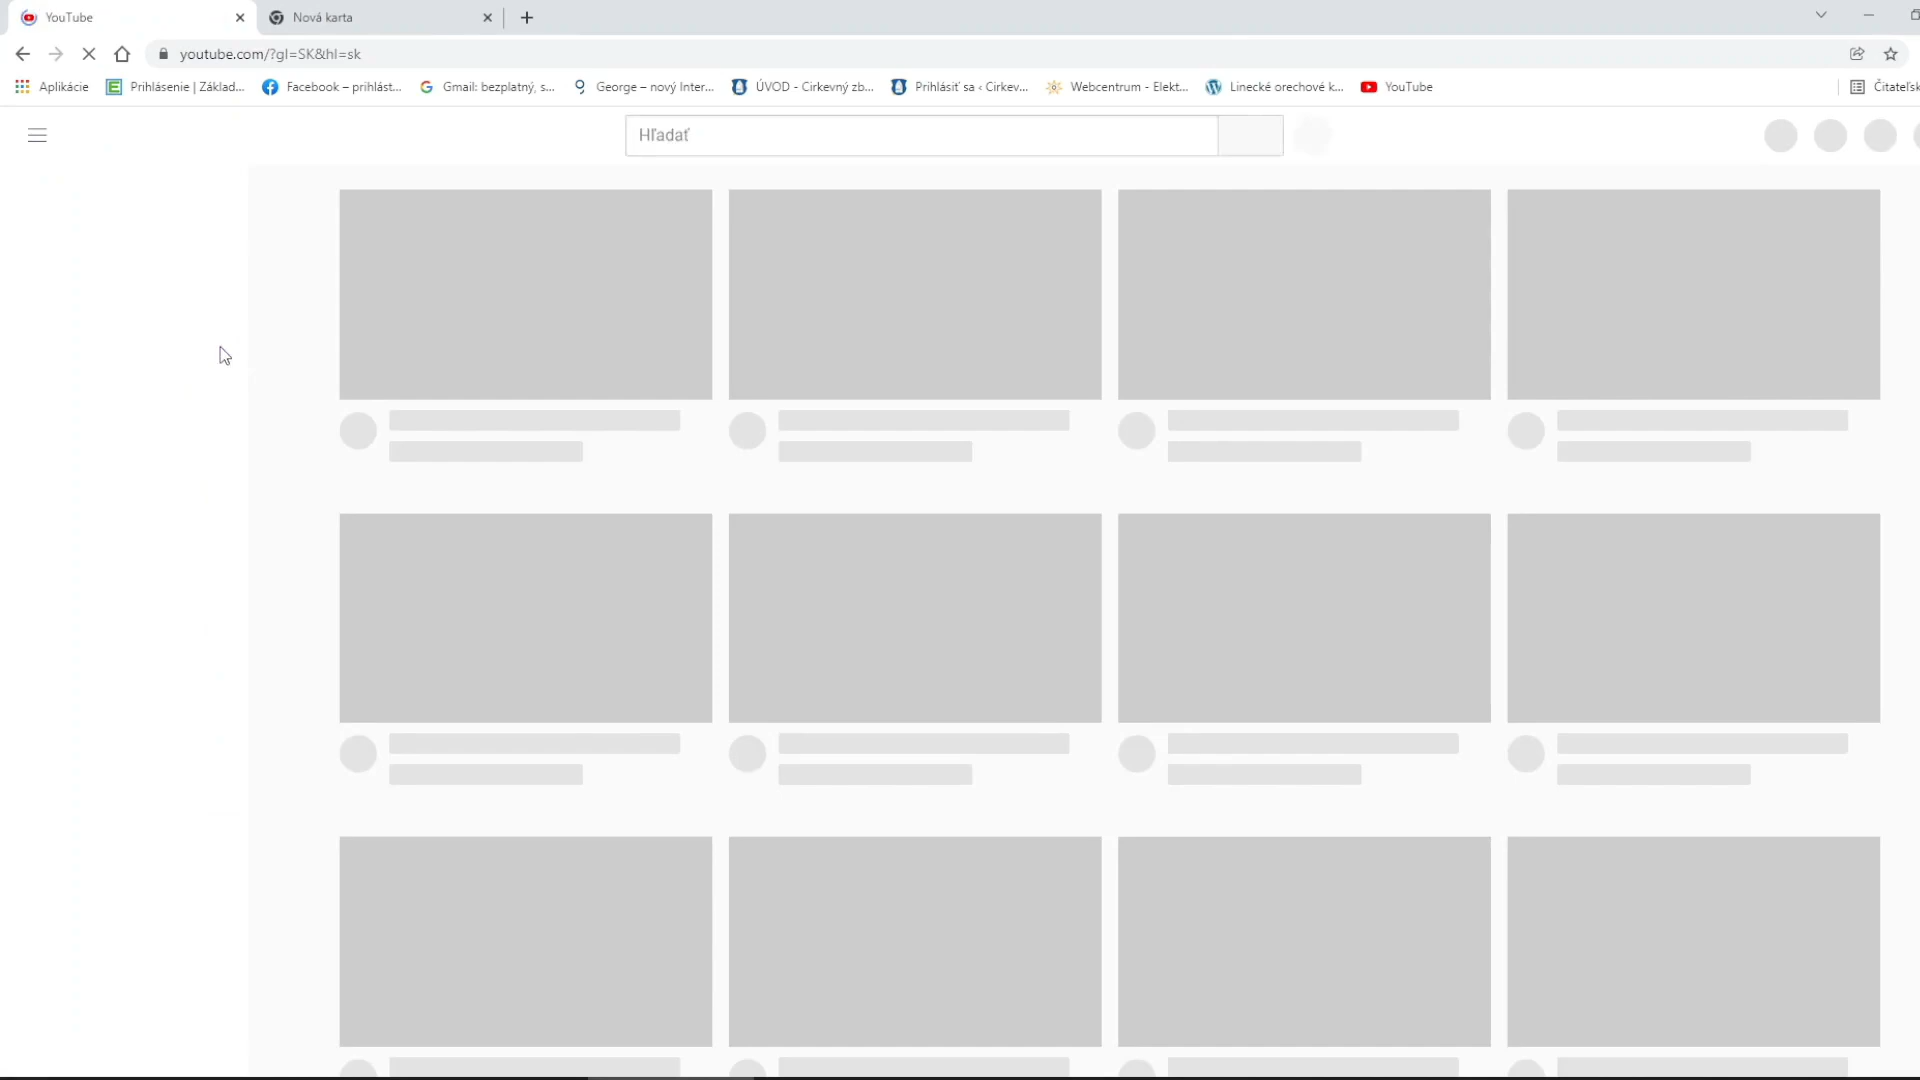 YouTube
Nová karta
youtube.com/?gl=SK&hl=sk
Aplikácie
Prihlásenie | Základ...
Facebook – prihlást...
Gmail: bezplatný, s...
George – nový Inter...
ÚVOD - Cirkevný zb...
Prihlásiť sa ‹ Cirkev...
Webcentrum - Elekt...
Linecké orechové k...
YouTube
Čitateľsk
Hľadať